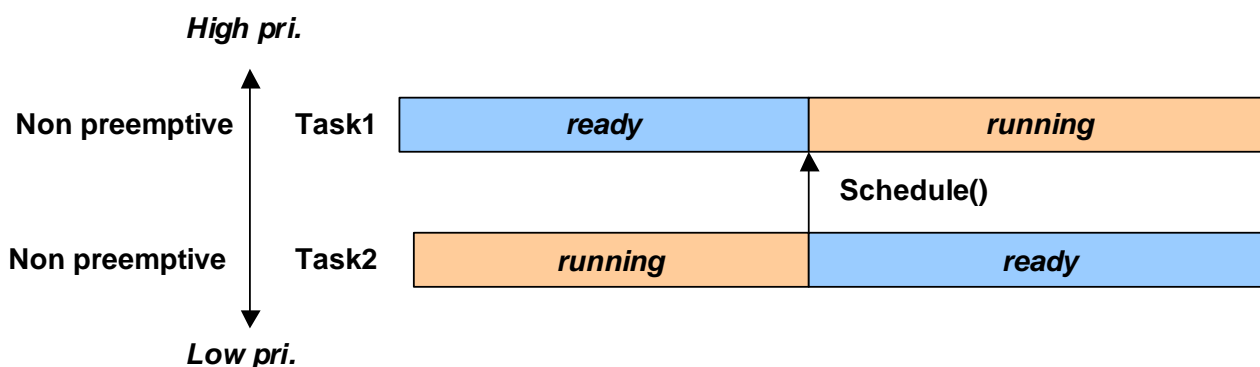 High pri.
Non preemptive Task1 ready running
Schedule()
Non preemptive Task2 running ready
Low pri.